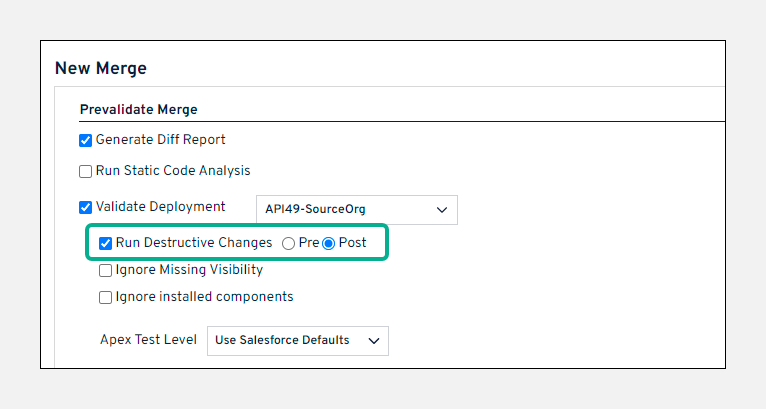 New Merge
Prevalidate Merge
Generate Diff Report
Run Static Code Analysis
Validate Deployment API49-SourceOrg
Run Destructive Changes Pre Post
Ignore Missing Visibility
Ignore installed components
Apex Test Level Use Salesforce Defaults